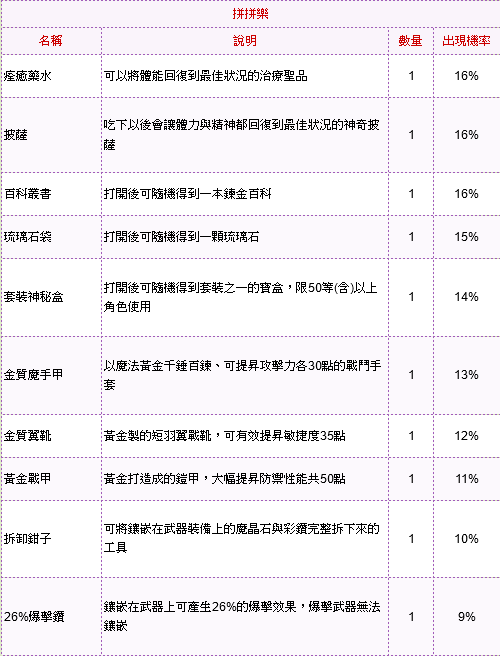 拼拼樂
名稱 說明 數量 出現機率
痊癒藥水 可以將體能回復到最佳狀況的治療聖品 1 16%
披薩 吃下以後會讓體力與精神都回復到最佳狀況的神奇披
薩 1 16%
百科叢書 打開後可隨機得到一本鍊金百科 1 16%
琉璃石袋 打開後可隨機得到一顆琉璃石 1 15%
套裝神秘盒 打開後可隨機得到套裝之一的寶盒，限50等(含)以上
角色使用 1 14%
金質魔手甲 以魔法黃金千錘百鍊、可提昇攻擊力各30點的戰鬥手
套 1 13%
金質翼靴 黃金製的短羽翼戰靴，可有效提昇敏捷度35點 1 12%
黃金戰甲 黃金打造成的鎧甲，大幅提昇防禦性能共50點 1 11%
拆卸鉗子 可將鑲嵌在武器裝備上的魔晶石與彩鑽完整拆下來的
工具 1 10%
26%爆擊鑽 鑲嵌在武器上可產生26%的爆擊效果，爆擊武器無法
鑲嵌 1 9%